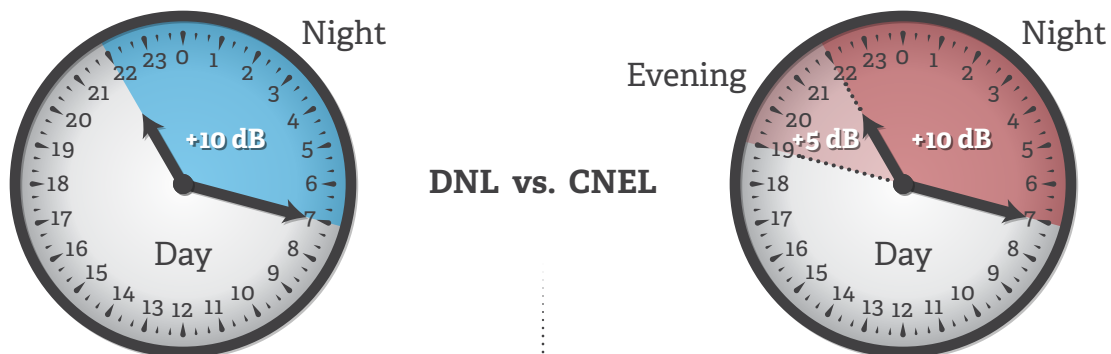 Night
23 0 1
22 2
21 3
20 4
+10 dB
19 5
18 6
17 7
16 Day 8
15 9
14 10
13 12 11
DNL vs. CNEL
Night
Evening
23 0 1
22 2
21 3
20 4
+5 dB +10 dB
19 5
18 6
17 7
16 Day 8
15 9
14 10
13 12 11